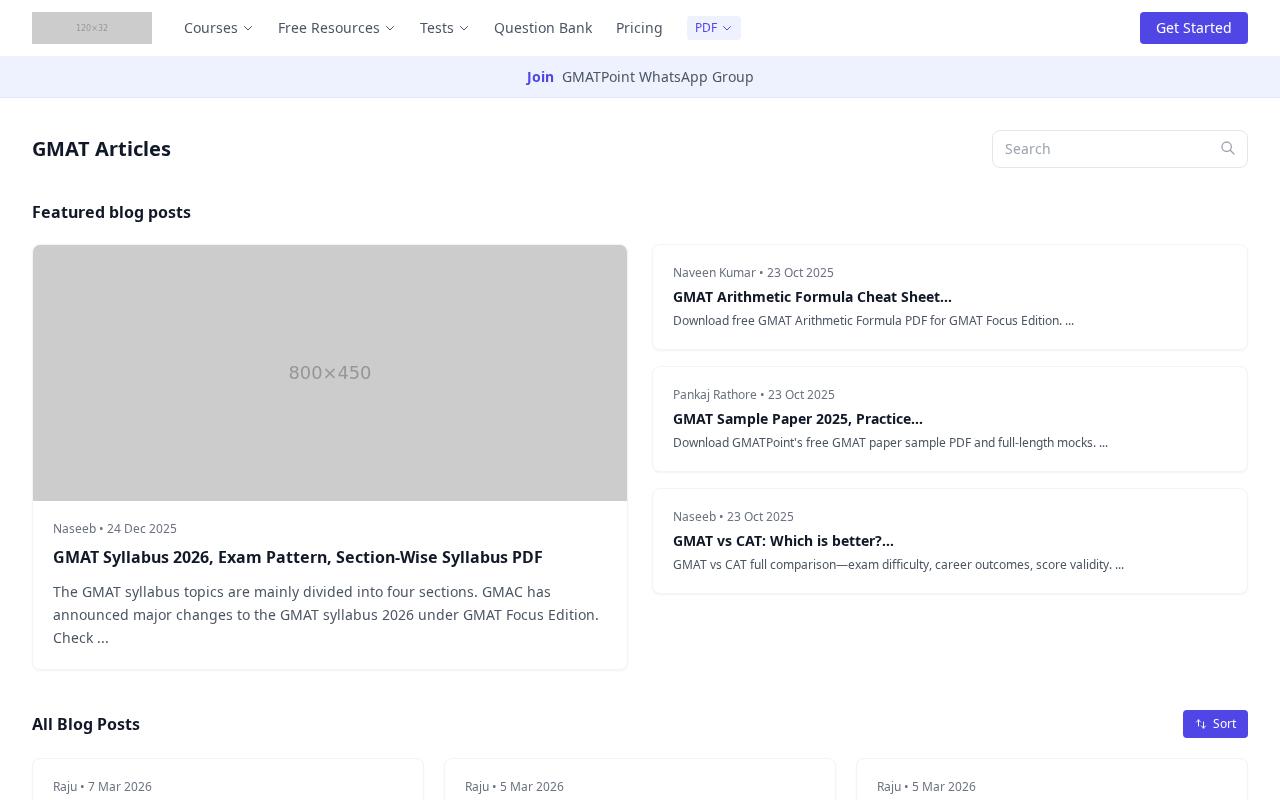 120×32
Courses
Free Resources
Tests
Question Bank
Pricing
PDF
Get Started
Join GMATPoint WhatsApp Group
GMAT Articles
Search
Featured blog posts
800×450
Naseeb • 24 Dec 2025
GMAT Syllabus 2026, Exam Pattern, Section-Wise Syllabus PDF
The GMAT syllabus topics are mainly divided into four sections. GMAC has
announced major changes to the GMAT syllabus 2026 under GMAT Focus Edition.
Check ...
Naveen Kumar • 23 Oct 2025
GMAT Arithmetic Formula Cheat Sheet...
Download free GMAT Arithmetic Formula PDF for GMAT Focus Edition. ...
Pankaj Rathore • 23 Oct 2025
GMAT Sample Paper 2025, Practice...
Download GMATPoint's free GMAT paper sample PDF and full-length mocks. ...
Naseeb • 23 Oct 2025
GMAT vs CAT: Which is better?...
GMAT vs CAT full comparison—exam difficulty, career outcomes, score validity. ...
All Blog Posts
Sort
Raju • 7 Mar 2026
Raju • 5 Mar 2026
Raju • 5 Mar 2026